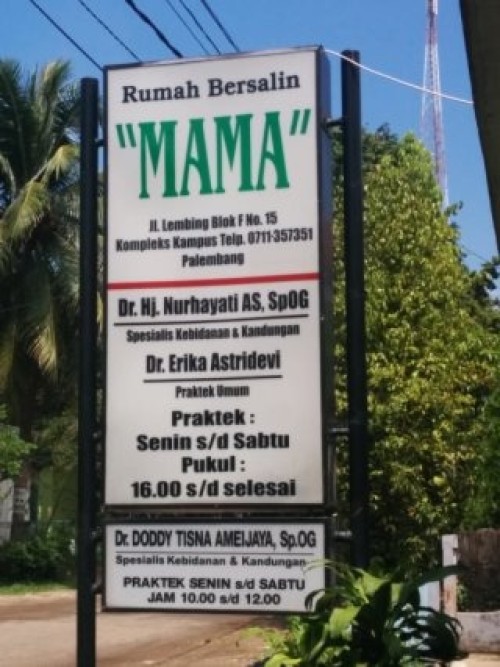 Rumah Bersalin
"MAMA"
Jl. Lembing Blok F No. 15
Kompleks Kampus Telp. 0711-357351
Palembang
Dr. Hj. Nurhayati AS, SpOG
Spesialis Kebidanan & Kandungan
Dr. Erika Astridevi
Praktek Umum
Praktek :
Senin s/d Sabtu
Pukul :
16.00 s/d selesai
Dr. DODDY TISNA AMEIJAYA, Sp.OG
Spesialis Kebidanan & Kandungan
PRAKTEK SENIN s/d SABTU
JAM 10.00 s/d 12.00